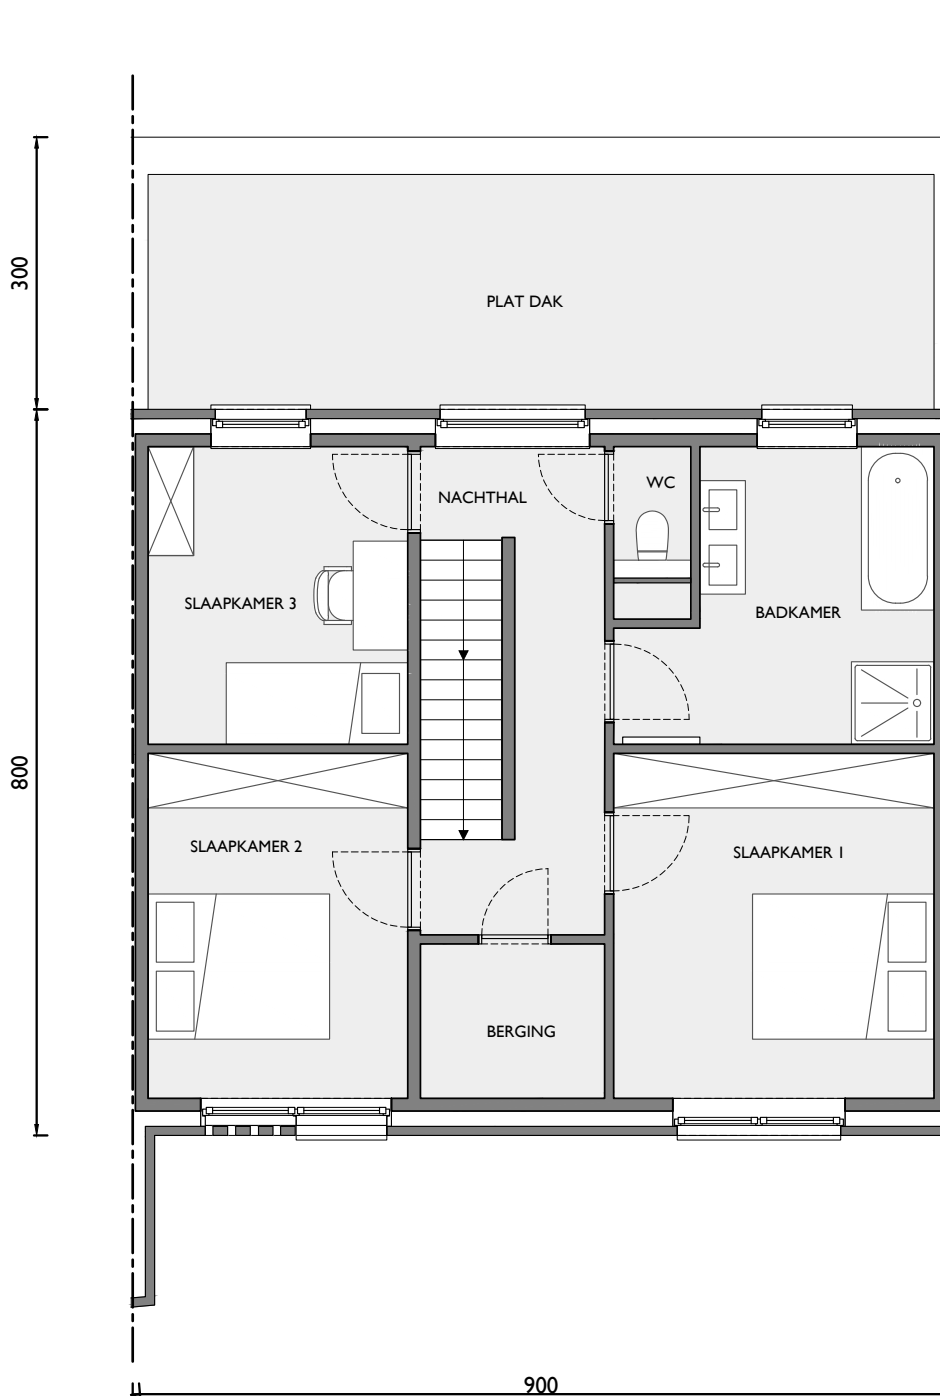 300
PLAT DAK
WC
NACHTHAL
SLAAPKAMER 3
BADKAMER
800
SLAAPKAMER 2
SLAAPKAMER 1
BERGING
900